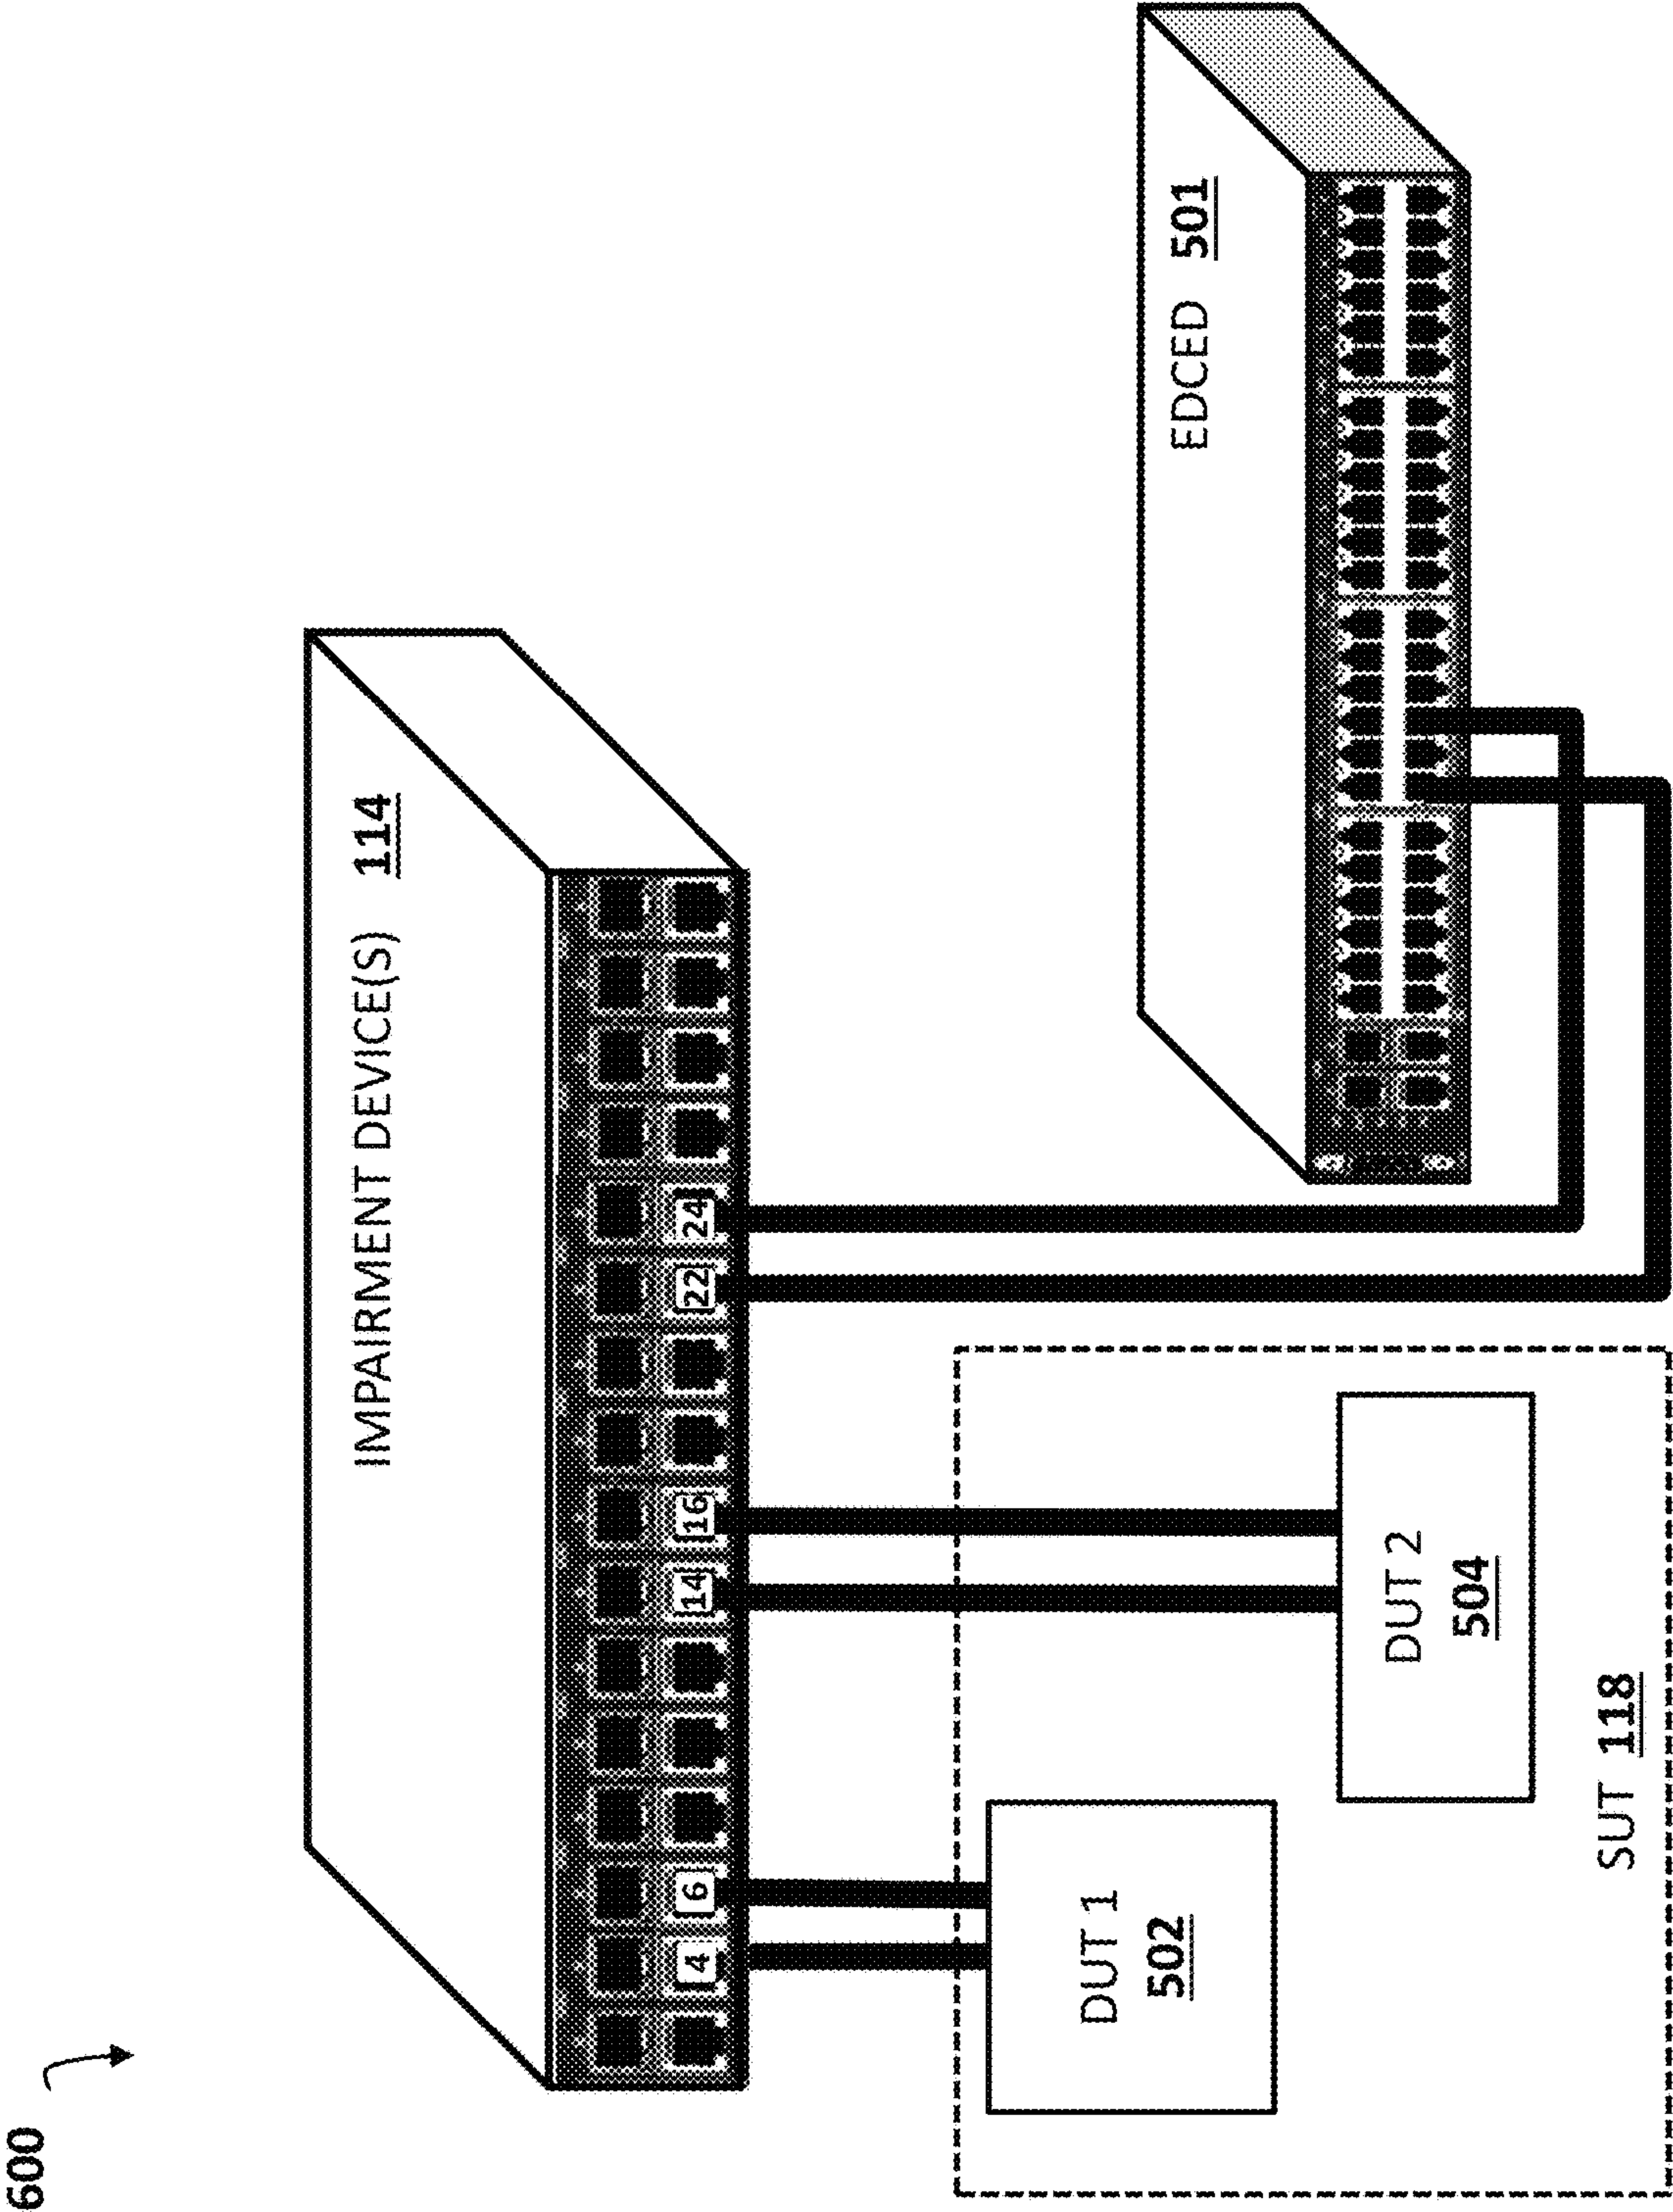 600
IMPAIRMENT DEVICE(S) 114
4 6 14 16 22 24
EDCED 501
DUT 1
502
DUT 2
504
SUT 118